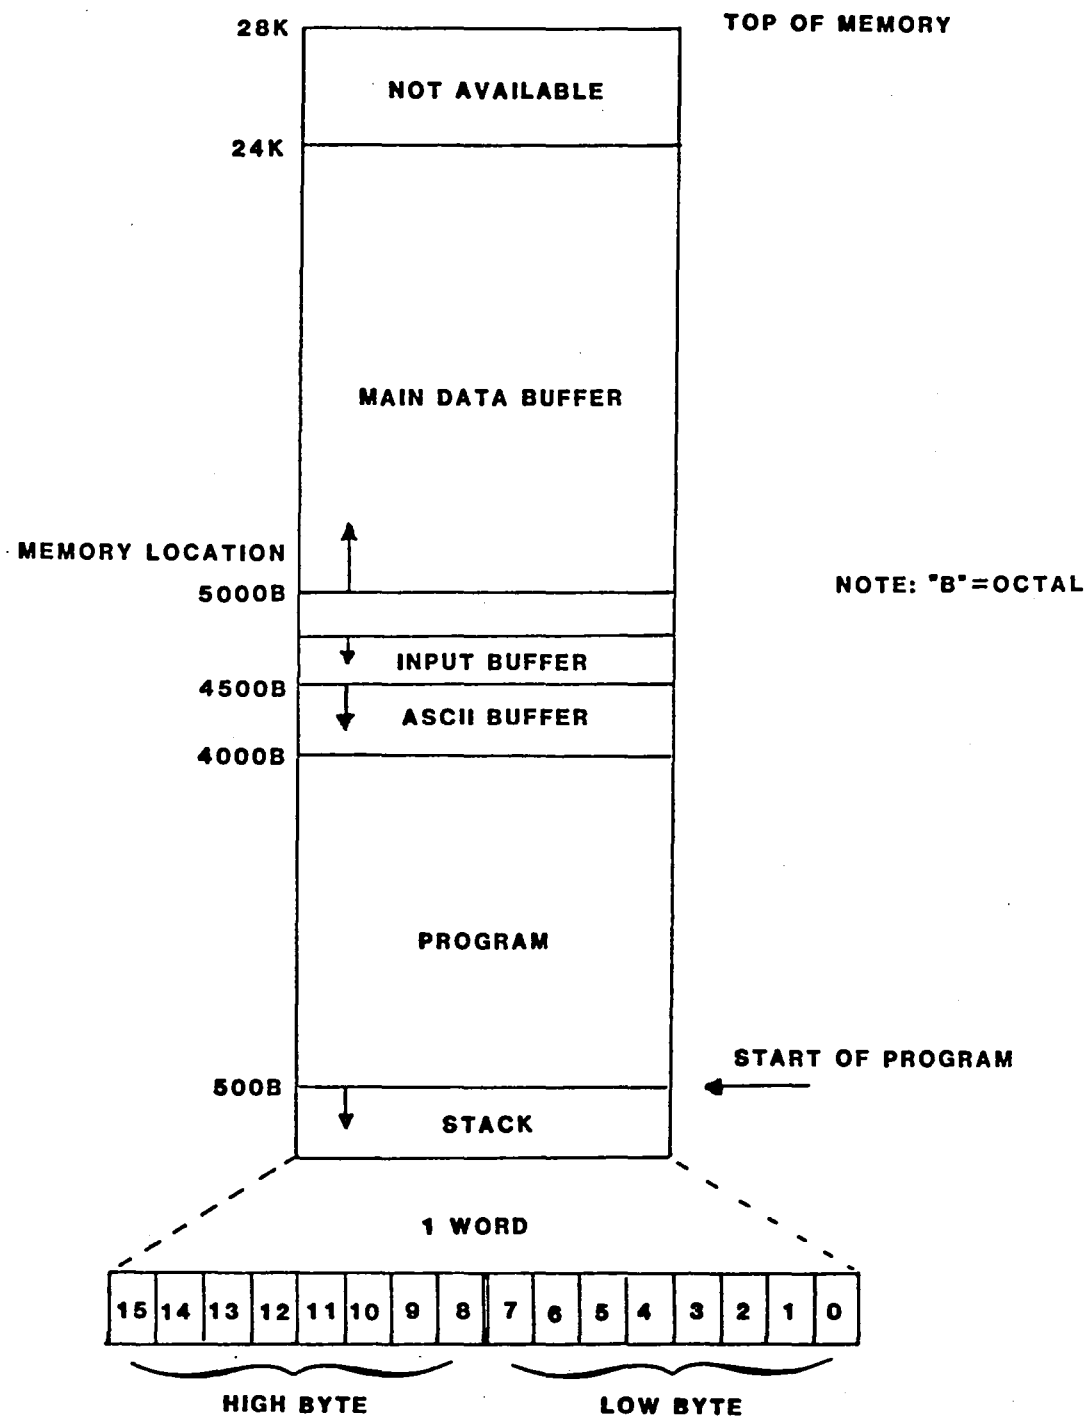 28K
TOP OF MEMORY
NOT AVAILABLE
24K
MAIN DATA BUFFER
MEMORY LOCATION
5000B
NOTE: "B"=OCTAL
INPUT BUFFER
4500B
ASCII BUFFER
4000B
PROGRAM
START OF PROGRAM
500B
STACK
1 WORD
15 14 13 12 11 10 9 8 7 6 5 4 3 2 1 0
HIGH BYTE
LOW BYTE